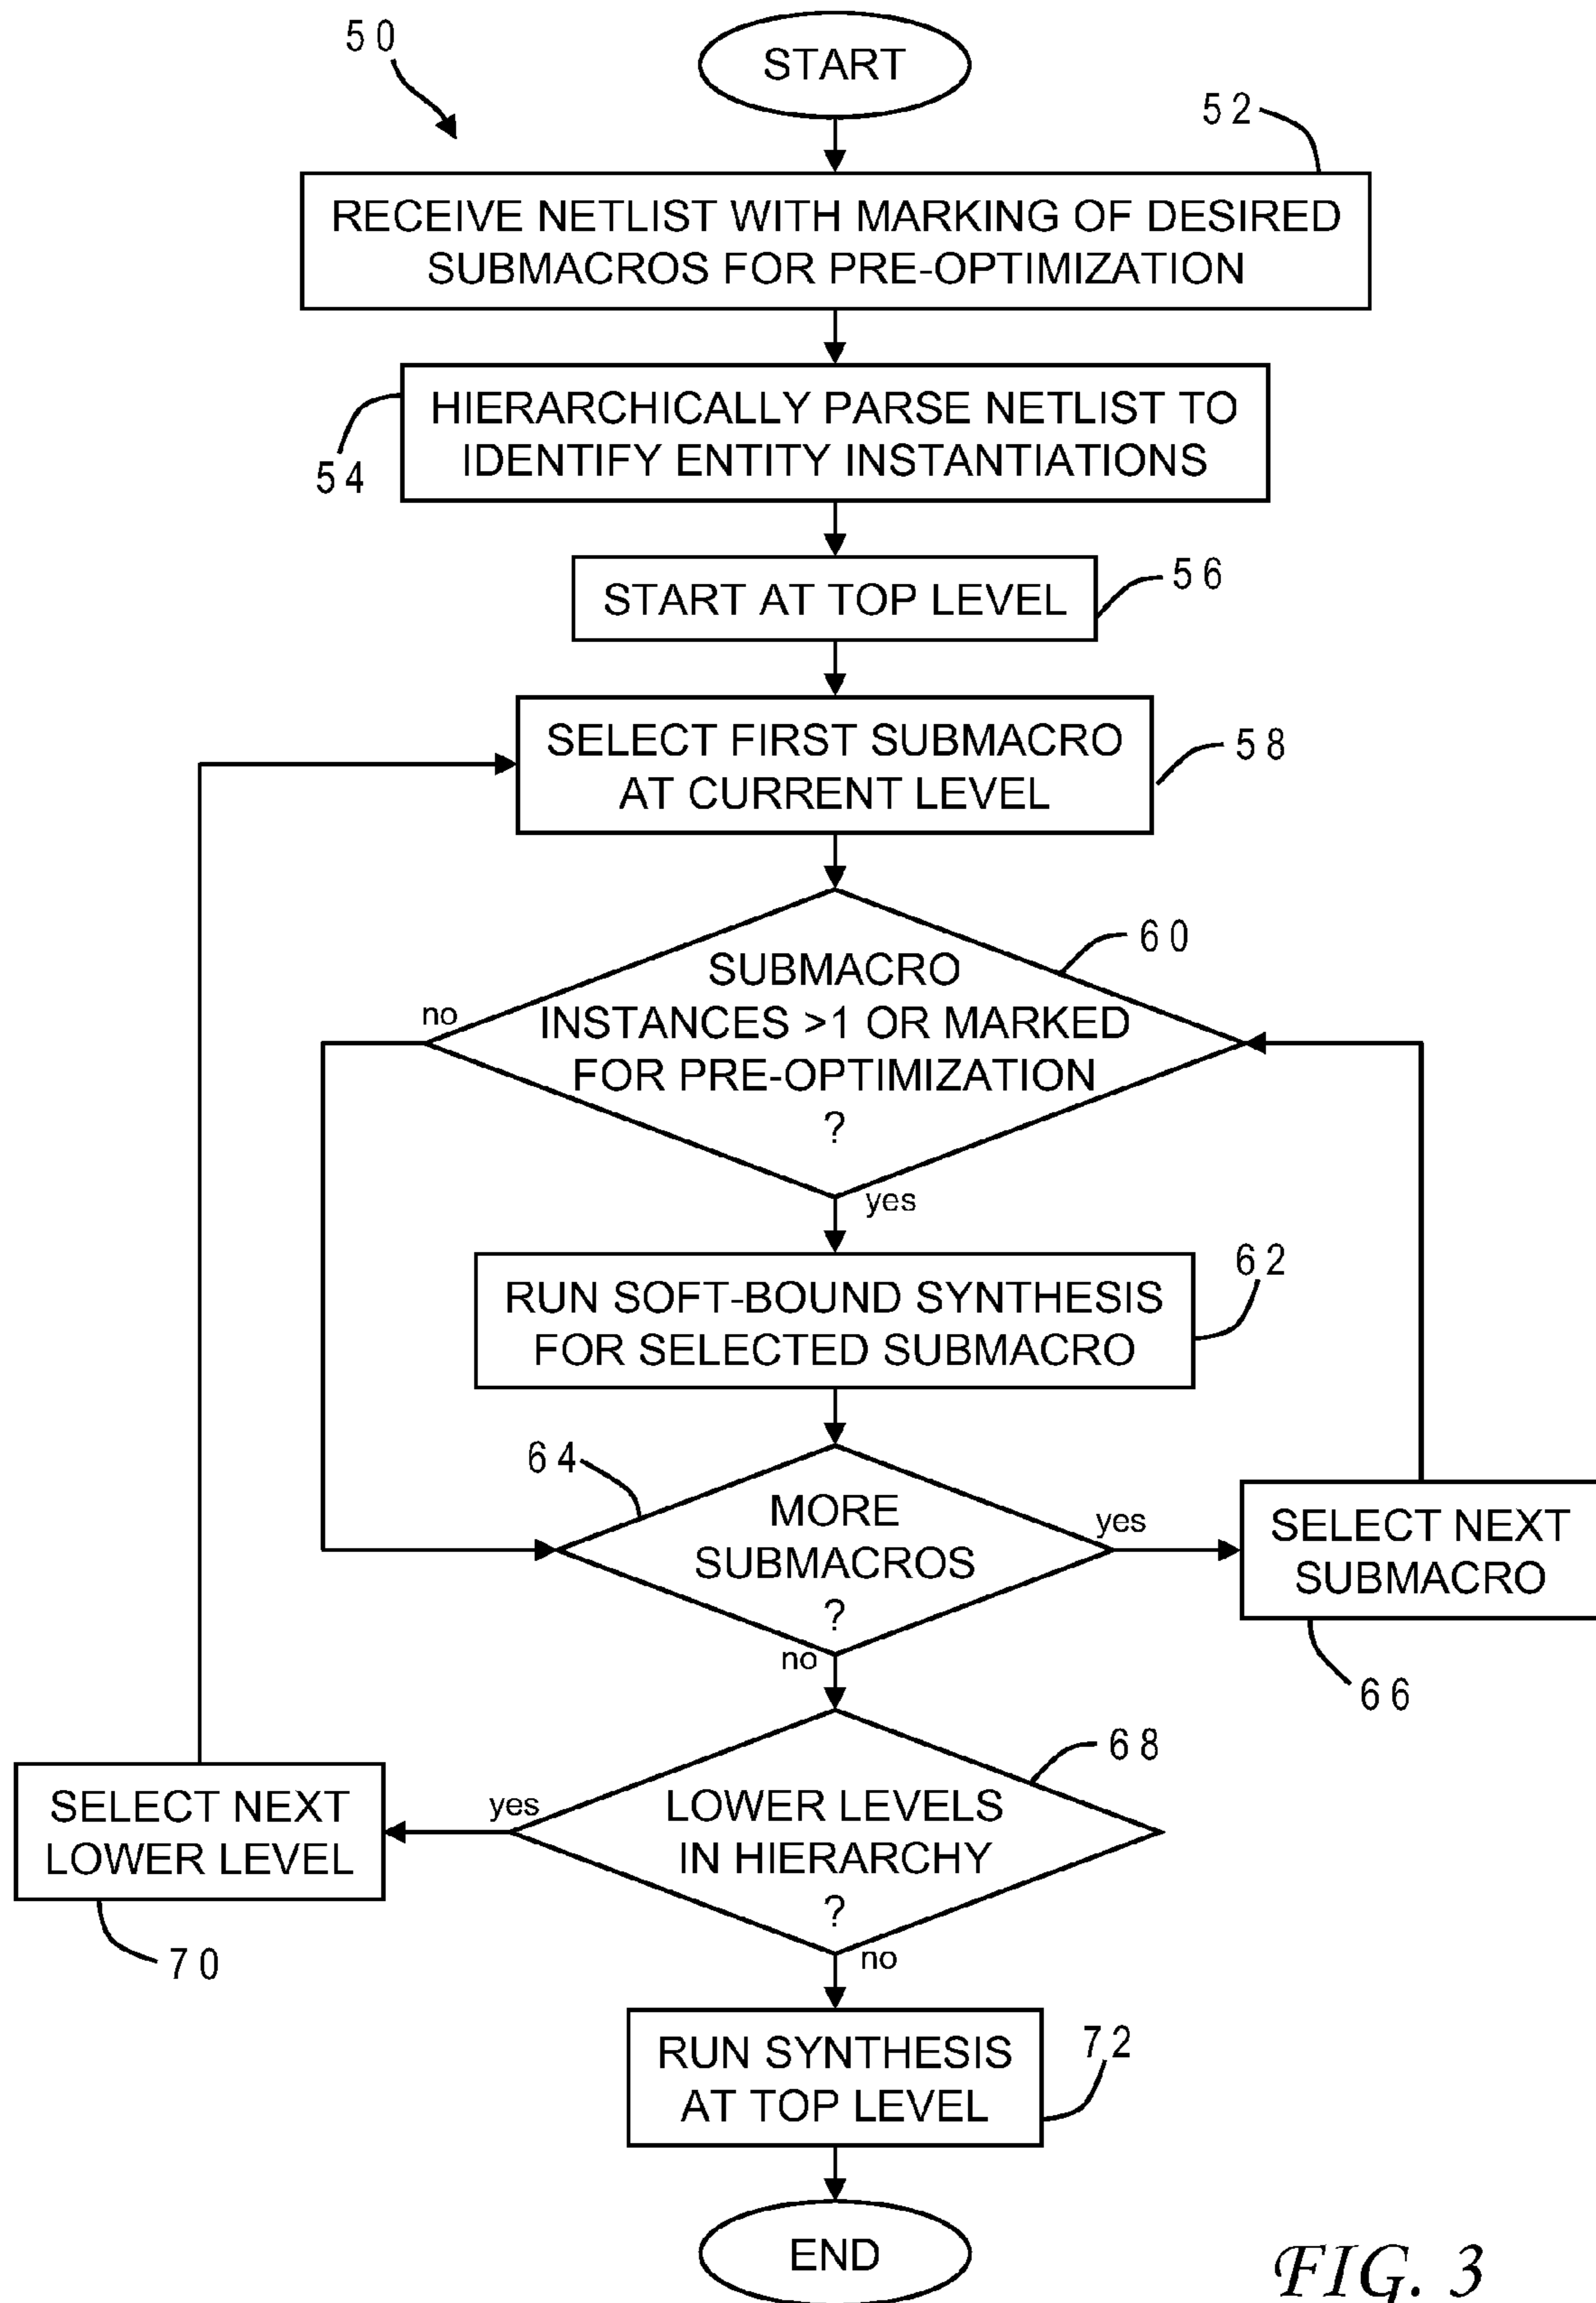 50
START
52
RECEIVE NETLIST WITH MARKING OF DESIRED
SUBMACROS FOR PRE-OPTIMIZATION
HIERARCHICALLY PARSE NETLIST TO
IDENTIFY ENTITY INSTANTIATIONS
54
START AT TOP LEVEL
56
SELECT FIRST SUBMACRO
AT CURRENT LEVEL
58
60
SUBMACRO
INSTANCES >1 OR MARKED
FOR PRE-OPTIMIZATION
?
no
yes
RUN SOFT-BOUND SYNTHESIS
FOR SELECTED SUBMACRO
62
64
MORE
SUBMACROS
?
yes
no
SELECT NEXT
SUBMACRO
66
68
LOWER LEVELS
IN HIERARCHY
?
yes
no
SELECT NEXT
LOWER LEVEL
70
RUN SYNTHESIS
AT TOP LEVEL
72
END
FIG. 3